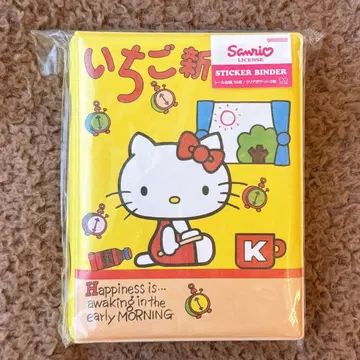 Sanrio
LICENSE
STICKER BINDER
いちご新
K
Happiness is...
awaking in the
early MORNING